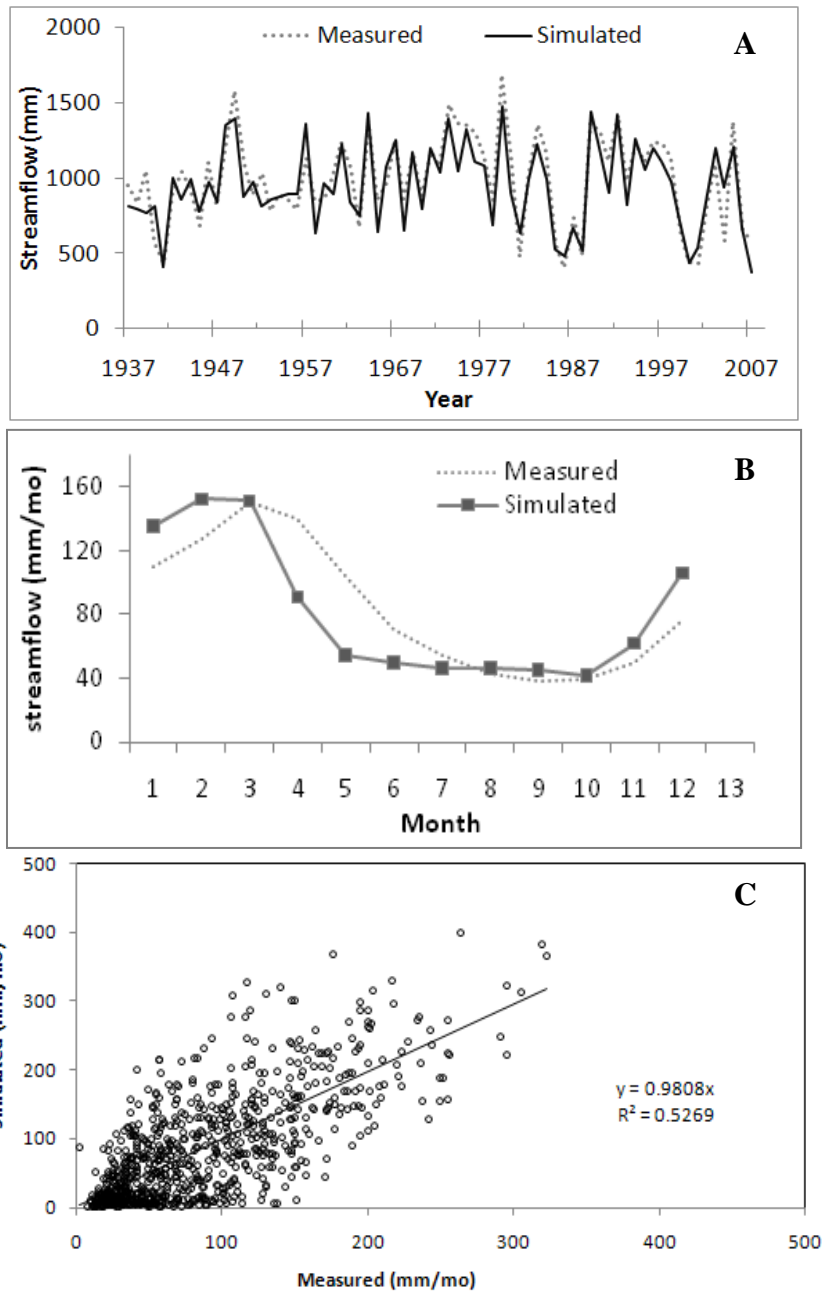 2000
Measured
Simulated
A
1500
1000
500
0
Streamflow (mm)
1937 1947 1957 1967 1977 1987 1997 2007
Year
Measured
Simulated
B
160
120
80
40
0
streamflow (mm/mo)
1 2 3 4 5 6 7 8 9 10 11 12 13
Month
500
C
400
300
200
100
0
y = 0.9808x
R² = 0.5269
0 100 200 300 400 500
Measured (mm/mo)